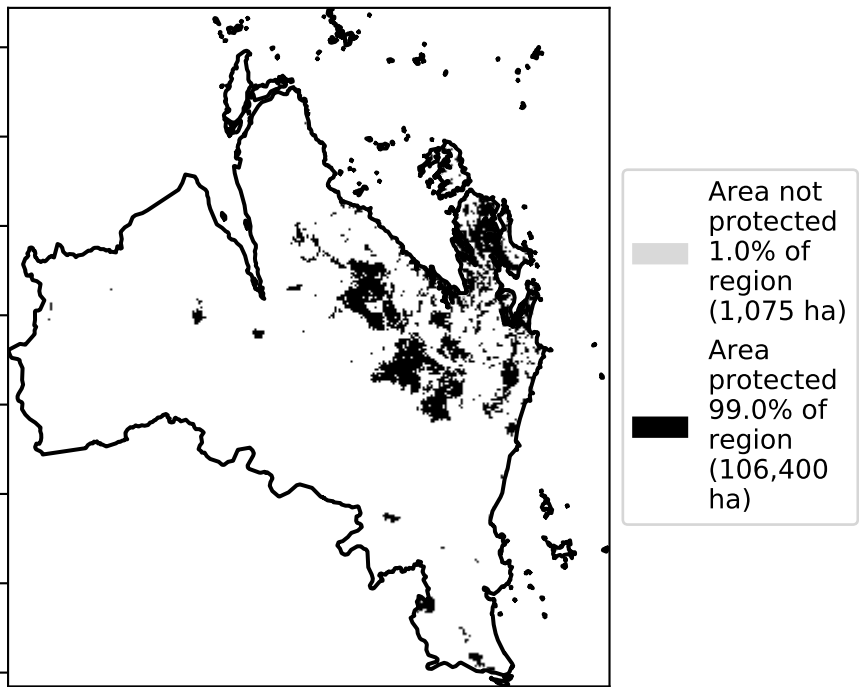 Area not
protected
1.0% of
region
(1,075 ha)
Area
protected
99.0% of
region
(106,400
ha)